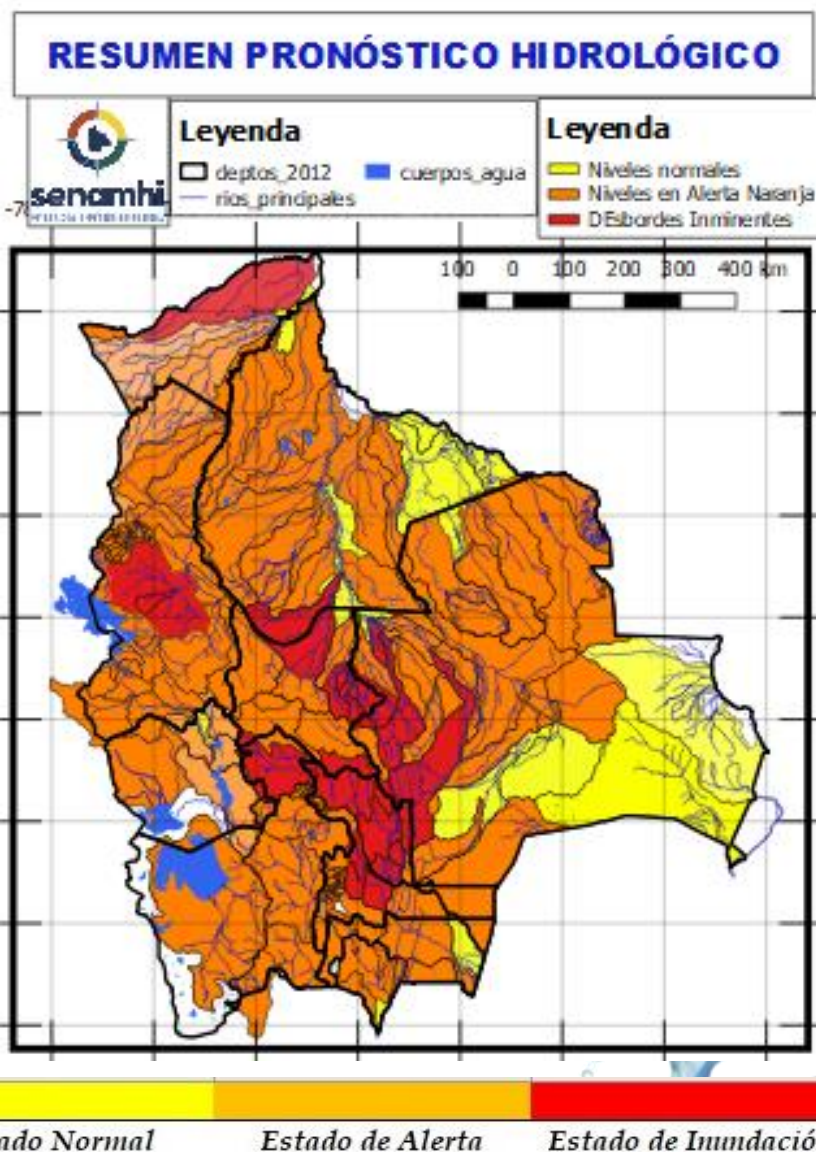 RESUMEN PRONÓSTICO HIDROLÓGICO
senamhi
Leyenda
deptos_2012
cuerpos_agua
rios_principales
Leyenda
Niveles normales
Niveles en Alerta Naranja
DEsbordes Inminentes
100 0 100 200 300 400 km
ado Normal
Estado de Alerta
Estado de Inundació